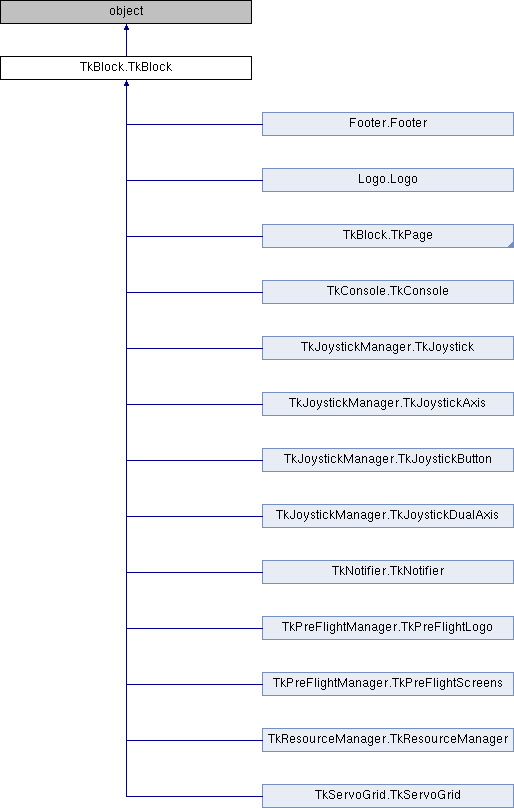 object
TkBlock.TkBlock
Footer.Footer
Logo.Logo
TkBlock.TkPage
TkConsole.TkConsole
TkJoystickManager.TkJoystick
TkJoystickManager.TkJoystickAxis
TkJoystickManager.TkJoystickButton
TkJoystickManager.TkJoystickDualAxis
TkNotifier.TkNotifier
TkPreFlightManager.TkPreFlightLogo
TkPreFlightManager.TkPreFlightScreens
TkResourceManager.TkResourceManager
TkServoGrid.TkServoGrid